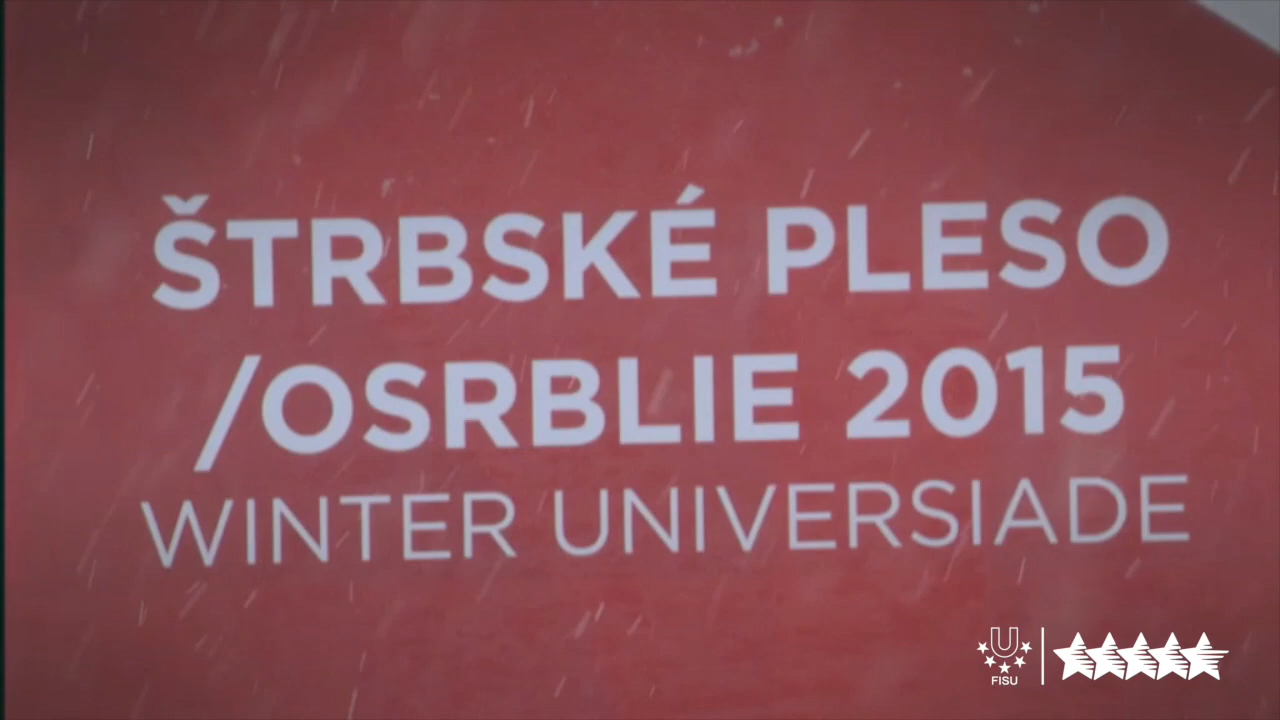 ŠTRBSKÉ PLESO
/OSRBLIE 2015
WINTER UNIVERSIADE
U
FISU